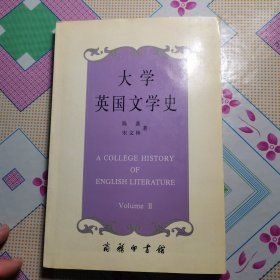 大学
英国文学史
陈嘉
宋文林 著
A COLLEGE HISTORY
OF
ENGLISH LITERATURE
Volume Ⅱ
商务印书馆